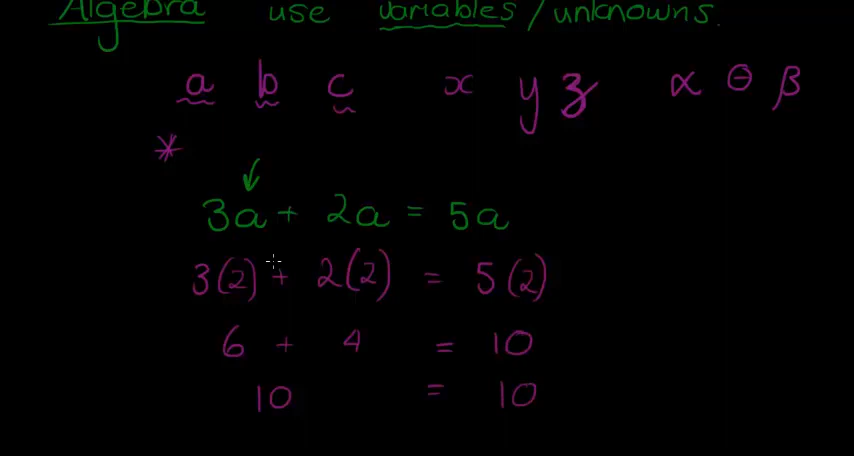 Algebra use variables/unknowns.
a b c x y z α θ β
*
3a + 2a = 5a
3(2) + 2(2) = 5(2)
6 + 4 = 10
10 = 10